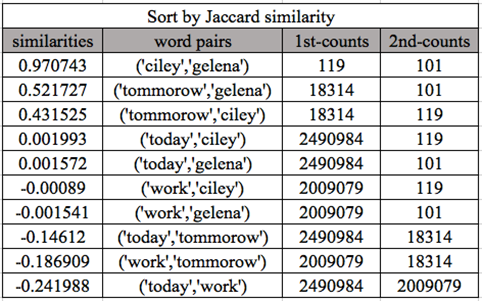 Sort by Jaccard similarity
similarities word pairs 1st-counts 2nd-counts
0.970743 ('ciley','gelena') 119 101
0.521727 ('tommorow','gelena') 18314 101
0.431525 ('tommorow','ciley') 18314 119
0.001993 ('today','ciley') 2490984 119
0.001572 ('today','gelena') 2490984 101
-0.00089 ('work','ciley') 2009079 119
-0.001541 ('work','gelena') 2009079 101
-0.14612 ('today','tommorow') 2490984 18314
-0.186909 ('work','tommorow') 2009079 18314
-0.241988 ('today','work') 2490984 2009079